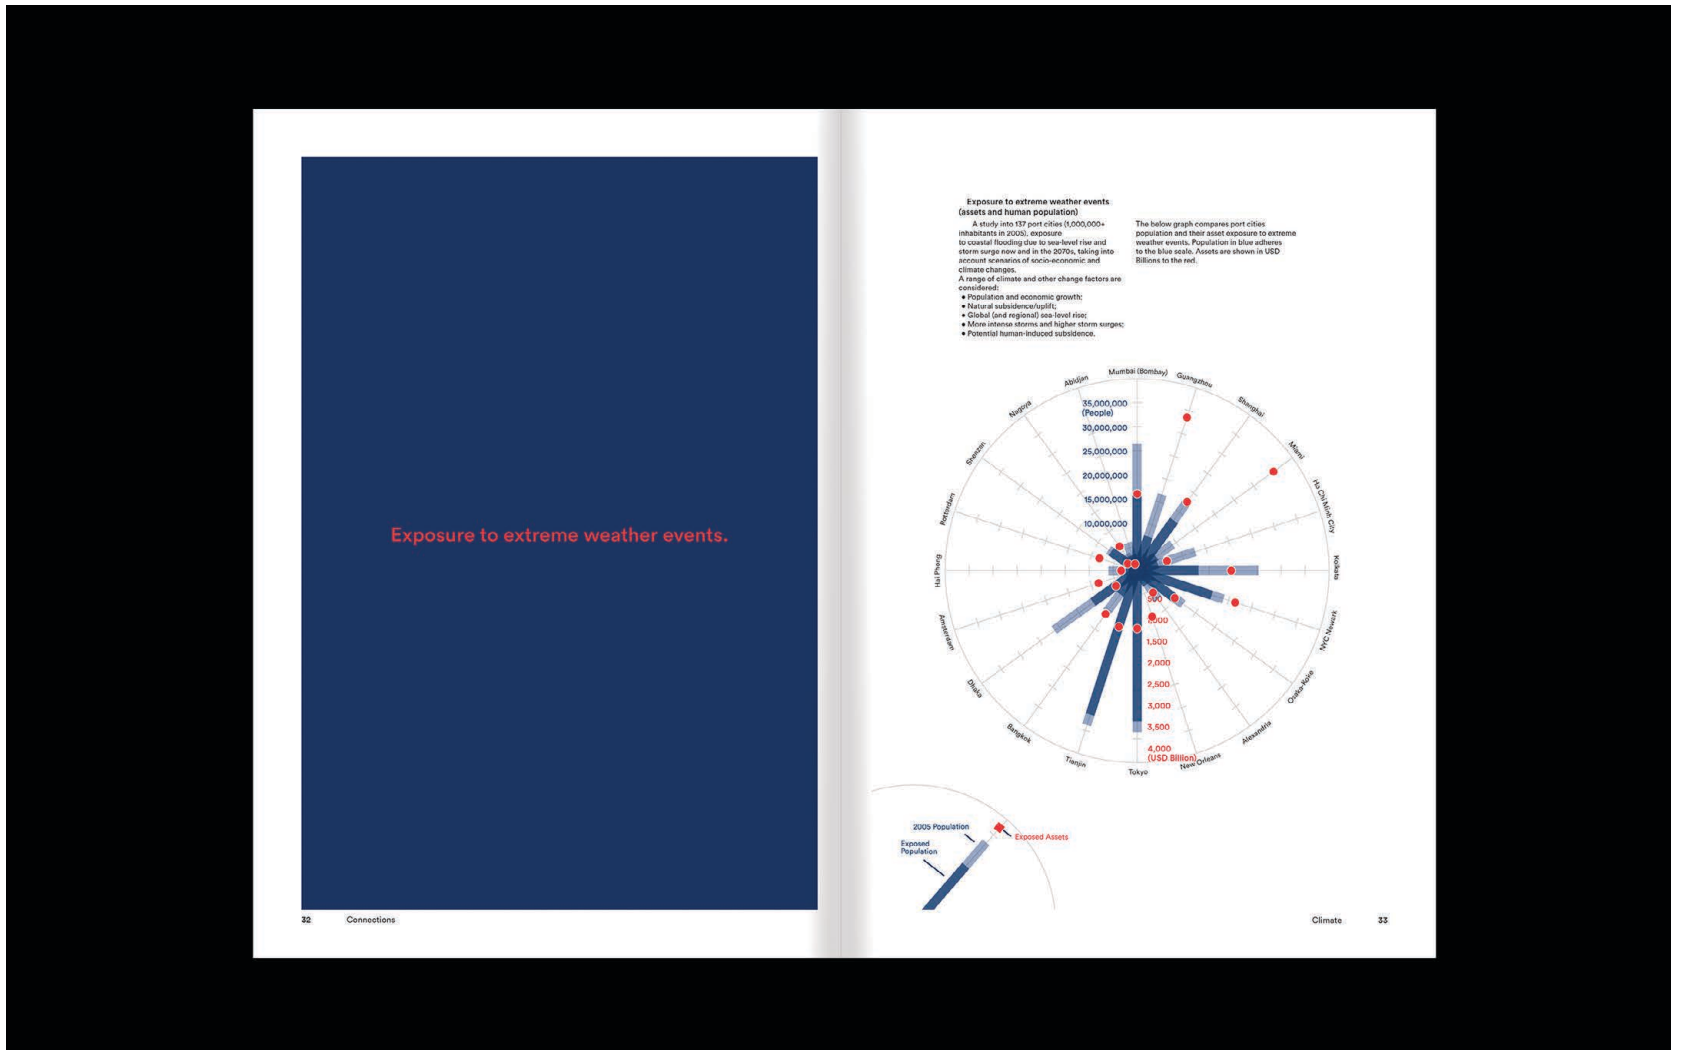 Exposure to extreme weather events.
32
Connections
Exposure to extreme weather events
(assets and human population)
A study into 137 port cities (1,000,000+
inhabitants in 2005), exposure
to coastal flooding due to sea-level rise and
storm surge now and in the 2070s, taking into
account scenarios of socio-economic and
climate changes.
A range of climate and other change factors are
considered:
• Population and economic growth;
• Natural subsidence/uplift;
• Global (and regional) sea-level rise;
• More intense storms and higher storm surges;
• Potential human-induced subsidence.
The below graph compares port cities
population and their asset exposure to extreme
weather events. Population in blue adheres
to the blue scale. Assets are shown in USD
Billions to the red.
Mumbai (Bombay)
Guangzhou
Shanghai
Miami
Ho Chi Minh City
Kolkata
NYC Newark
Osaka-Kobe
Alexandria
New Orleans
Tokyo
Tianjin
Bangkok
Dhaka
Amsterdam
Hai Phong
Rotterdam
Shenzen
Nagoya
Abidjan
35,000,000
(People)
30,000,000
25,000,000
20,000,000
15,000,000
10,000,000
500
1,000
1,500
2,000
2,500
3,000
3,500
4,000
(USD Billion)
2005 Population
Exposed Assets
Exposed
Population
Climate
33